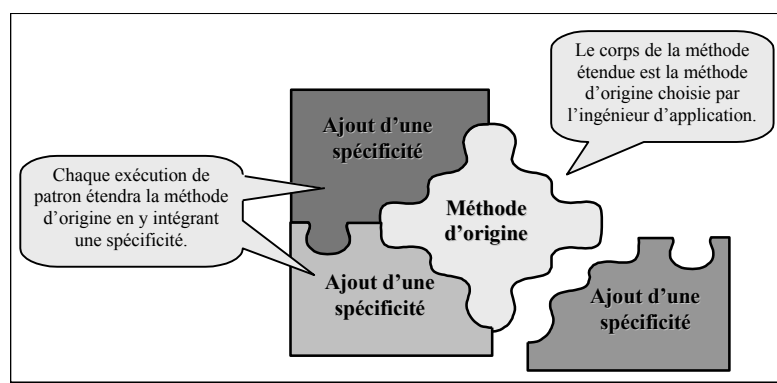 Le corps de la méthode
étendue est la méthode
d'origine choisie par
l'ingénieur d'application.
Ajout d'une
spécificité
Chaque exécution de
patron étendra la méthode
d'origine en y intégrant
une spécificité.
Méthode
d'origine
Ajout d'une
spécificité
Ajout d'une
spécificité